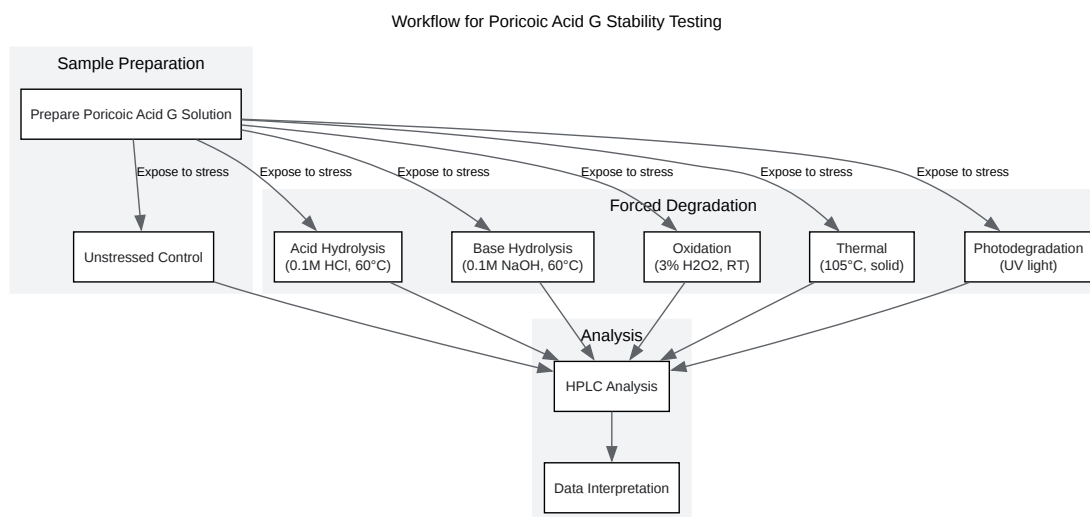 Workflow for Poricoic Acid G Stability Testing
Sample Preparation
Prepare Poricoic Acid G Solution
Expose to stress
Expose to stress
Expose to stress
Expose to stress
Expose to stress
Expose to stress
Forced Degradation
Unstressed Control
Acid Hydrolysis
(0.1M HCl, 60°C)
Base Hydrolysis
(0.1M NaOH, 60°C)
Oxidation
(3% H2O2, RT)
Thermal
(105°C, solid)
Photodegradation
(UV light)
Analysis
HPLC Analysis
Data Interpretation